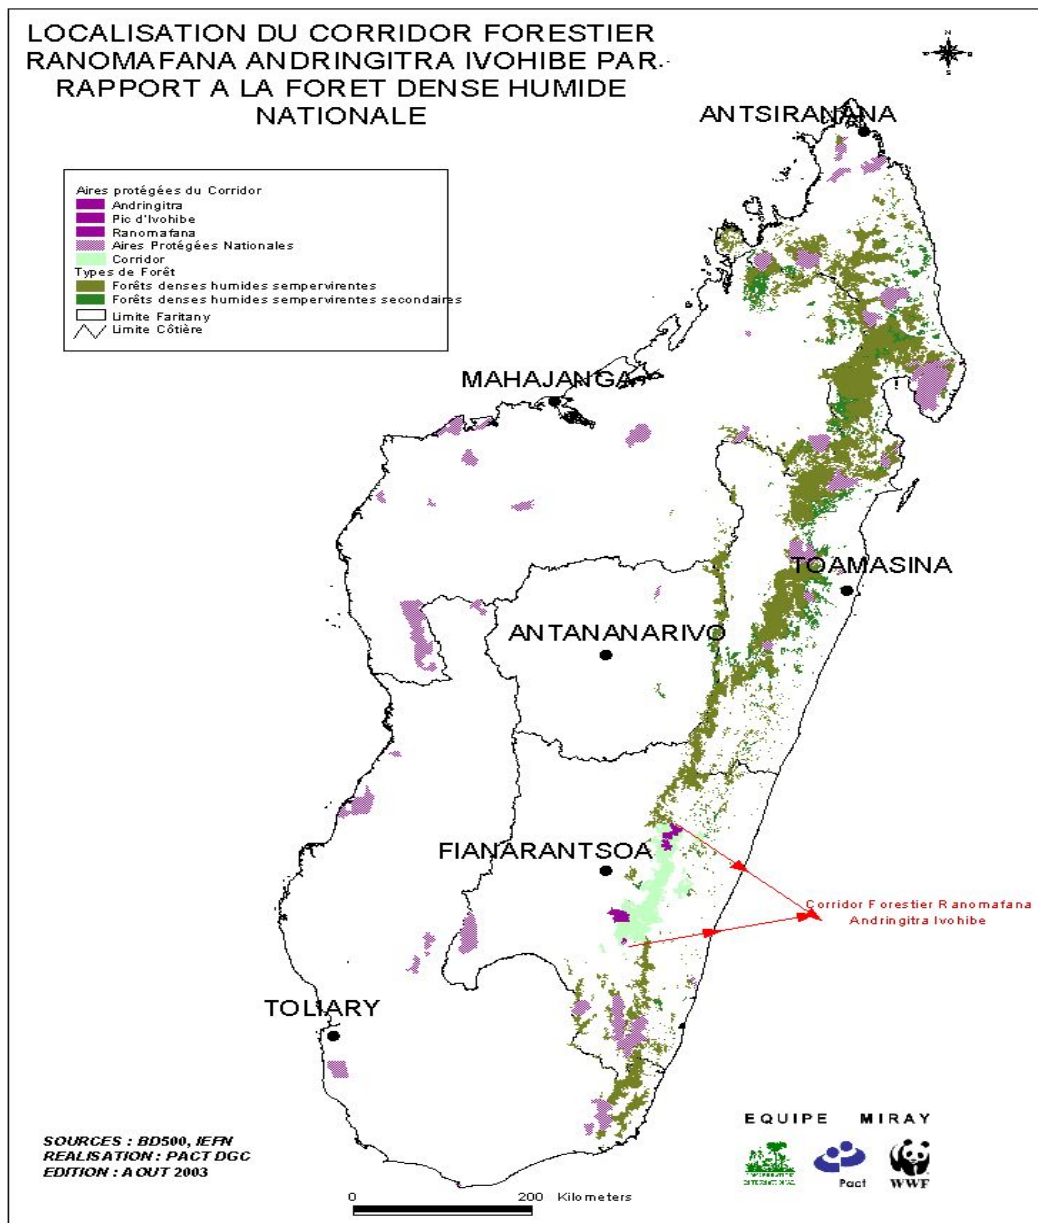 LOCALISATION DU CORRIDOR FORESTIER
RANOMAFANA ANDRINGITRA IVOHIBE PAR
RAPPORT A LA FORET DENSE HUMIDE
NATIONALE
N
S
ANTSIRANANA
Aires protégées du Corridor
Andringitra
Pic d'Ivohibe
Ranomafana
Aires Protégées Nationales
Corridor
Types de Forêt
Forêts denses humides sempervirentes
Forêts denses humides sempervirentes secondaires
Limite Faritany
Limite Côtière
MAHAJANGA
TOAMASINA
ANTANANARIVO
FIANARANTSOA
Corridor Forestier Ranomafana
Andringitra Ivohibe
TOLIARY
EQUIPE MIRAY
SOURCES : BD500, IEFN
REALISATION : PACT DGC
EDITION : AOUT 2003
Pact
WWF
0 200 Kilometers